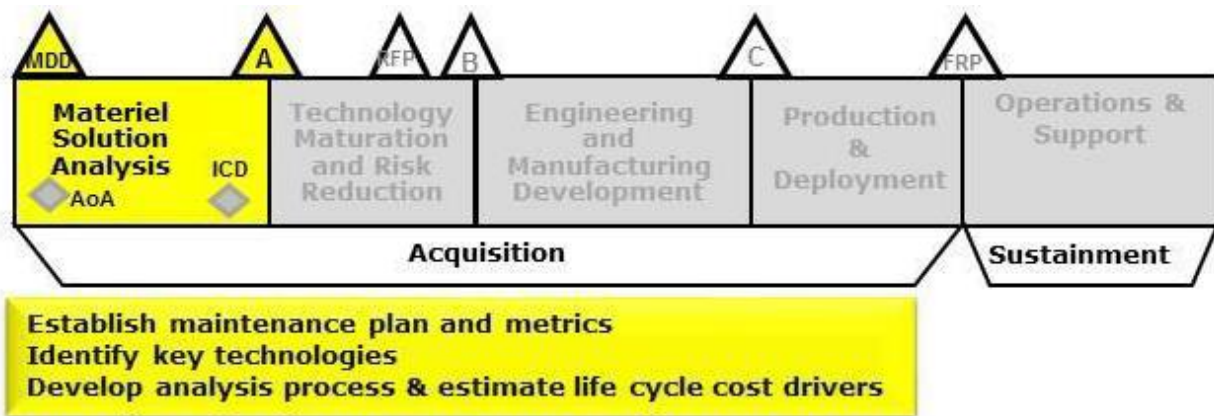 MDD
A
RFP
B
C
FRP
Materiel
Solution
Analysis
ICD
AoA
Technology
Maturation
and Risk
Reduction
Engineering
and
Manufacturing
Development
Production
&
Deployment
Operations &
Support
Acquisition
Sustainment
Establish maintenance plan and metrics
Identify key technologies
Develop analysis process & estimate life cycle cost drivers